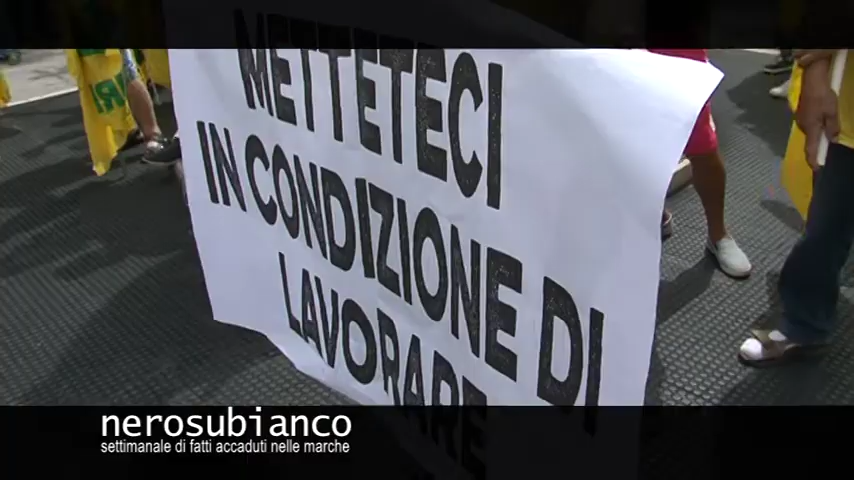 METTETECI
IN CONDIZIONE DI
LAVORARE
nerosubianco
settimanale di fatti accaduti nelle marche